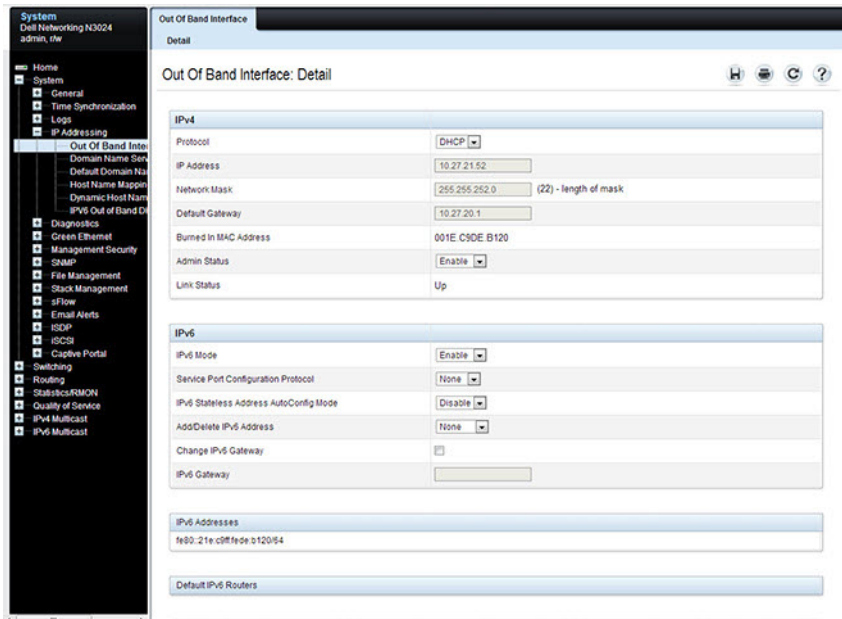 System
Dell Networking N3024
admin, r/w
Out Of Band Interface
Detail
Home
System
General
Time Synchronization
Logs
IP Addressing
Out Of Band Inte
Domain Name Serv
Default Domain Na
Host Name Mappin
Dynamic Host Nam
IPV6 Out of Band D
Diagnostics
Green Ethernet
Management Security
SNMP
File Management
Stack Management
sFlow
Email Alerts
ISDP
iSCSI
Captive Portal
Switching
Routing
Statistics/RMON
Quality of Service
IPv4 Multicast
IPv6 Multicast
Out Of Band Interface: Detail
IPv4
Protocol DHCP
IP Address 10.27.21.52
Network Mask 255.255.252.0 (22) - length of mask
Default Gateway 10.27.20.1
Burned In MAC Address 001E.C9DE.B120
Admin Status Enable
Link Status Up
IPv6
IPv6 Mode Enable
Service Port Configuration Protocol None
IPv6 Stateless Address AutoConfig Mode Disable
Add/Delete IPv6 Address None
Change IPv6 Gateway
IPv6 Gateway
IPv6 Addresses
fe80::21e:c9ff:fede:b120/64
Default IPv6 Routers